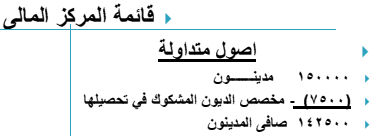 قائمة المركز المالى
اصول متداولة
١٥٠٠٠٠ مدينـــــون
(٧٥٠٠) - مخصص الديون المشكوك في تحصيلها
١٤٢٥٠٠ صافى المدينون